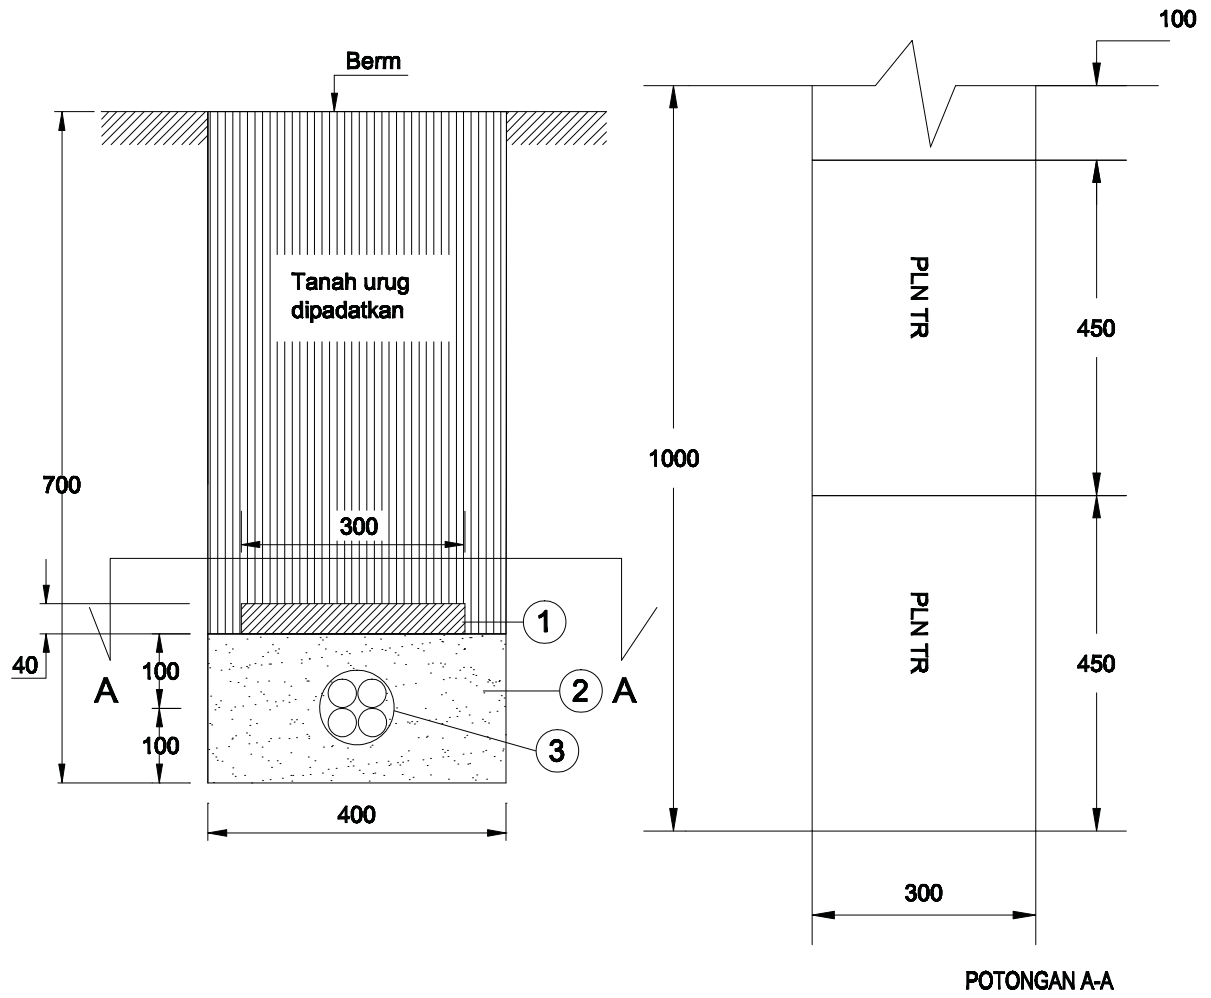 Berm
100
Tanah urug
dipadatkan
PLN TR
450
1000
700
300
1
PLN TR
450
40
100
A
2
A
100
3
400
300
POTONGAN A-A